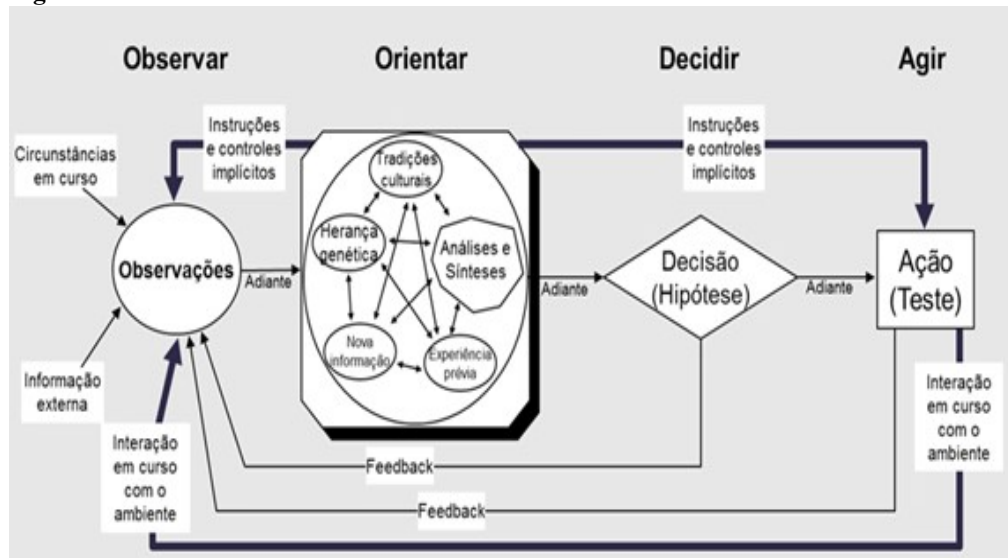 Observar
Orientar
Decidir
Agir
Instruções
e controles
implícitos
Instruções
e controles
implícitos
Circunstâncias
em curso
Tradições
culturais
Herança
genética
Análises e
Sínteses
Nova
informação
Experiência
prévia
Observações
Adiante
Adiante
Decisão
(Hipótese)
Adiante
Ação
(Teste)
Informação
externa
Interação
em curso
com o
ambiente
Interação
em curso
com o
ambiente
Feedback
Feedback